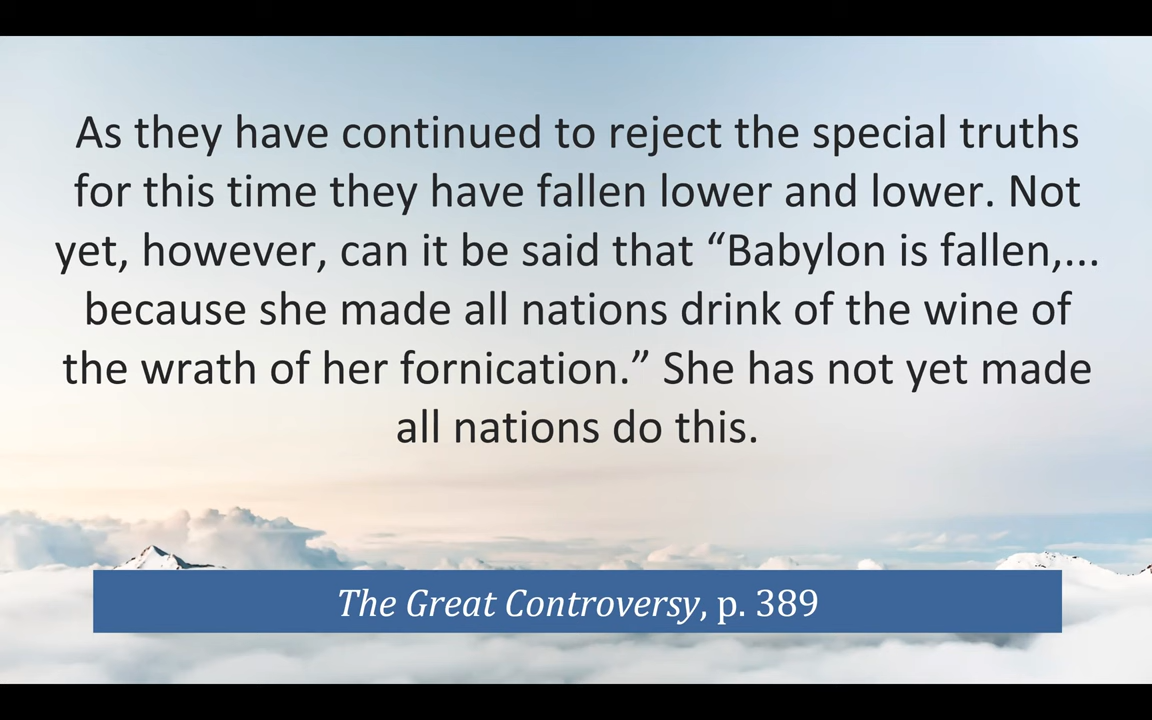 As they have continued to reject the special truths
for this time they have fallen lower and lower. Not
yet, however, can it be said that “Babylon is fallen,...
because she made all nations drink of the wine of
the wrath of her fornication.” She has not yet made
all nations do this.
The Great Controversy, p. 389